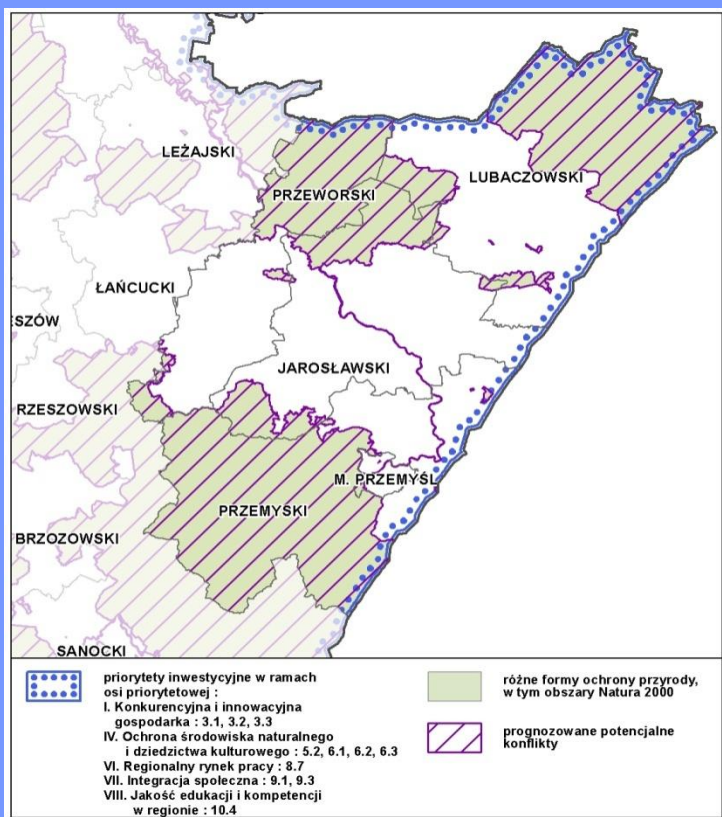 LEŻAJSKI
LUBACZOWSKI
PRZEWORSKI
ŁAŃCUCKI
ESZÓW
JAROSŁAWSKI
RZESZOWSKI
M. PRZEMYŚL
PRZEMYSKI
BRZOZOWSKI
SANOCKI
priorytety inwestycyjne w ramach
osi priorytetowej :
I. Konkurencyjna i innowacyjna
gospodarka : 3.1, 3.2, 3.3
IV. Ochrona środowiska naturalnego
i dziedzictwa kulturowego : 5.2, 6.1, 6.2, 6.3
VI. Regionalny rynek pracy : 8.7
VII. Integracja społeczna : 9.1, 9.3
VIII. Jakość edukacji i kompetencji
w regionie : 10.4
różne formy ochrony przyrody,
w tym obszary Natura 2000
prognozowane potencjalne
konflikty